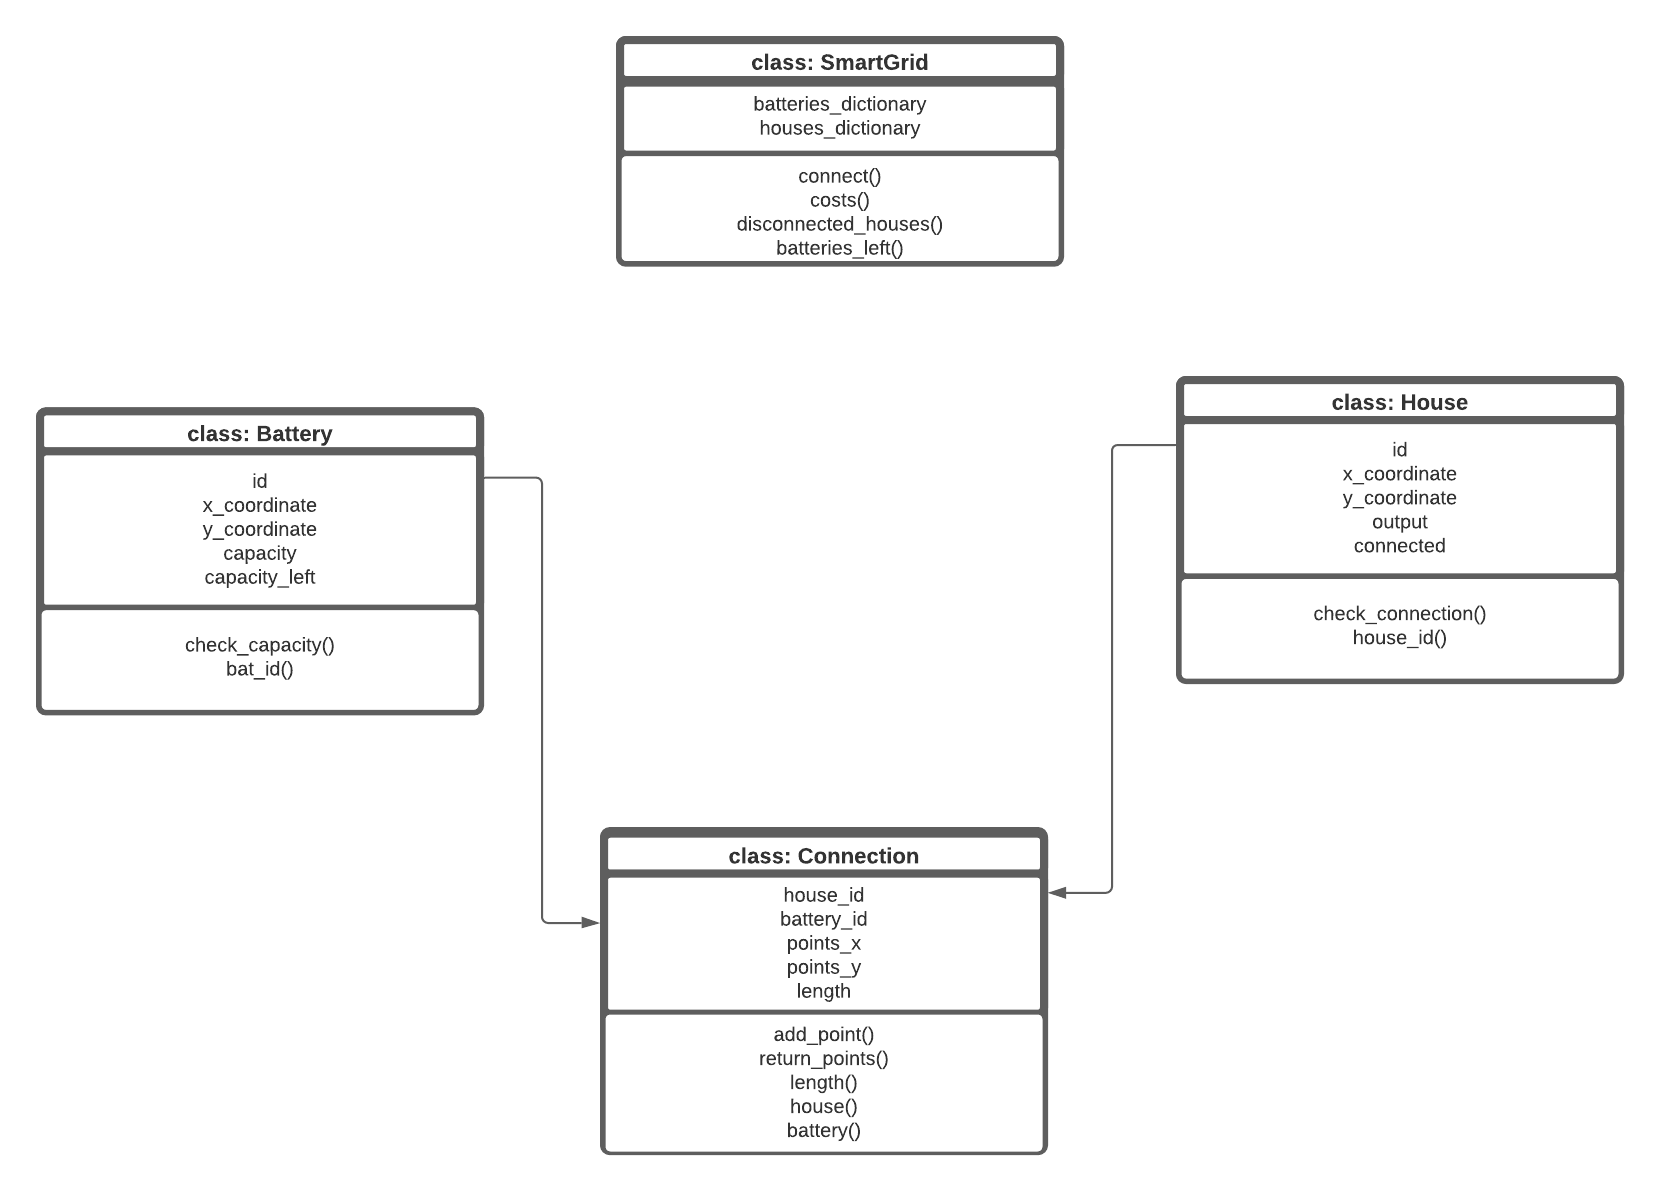 class: SmartGrid
batteries_dictionary
houses_dictionary
connect()
costs()
disconnected_houses()
batteries_left()
class: Battery
id
x_coordinate
y_coordinate
capacity
capacity_left
check_capacity()
bat_id()
class: House
id
x_coordinate
y_coordinate
output
connected
check_connection()
house_id()
class: Connection
house_id
battery_id
points_x
points_y
length
add_point()
return_points()
length()
house()
battery()